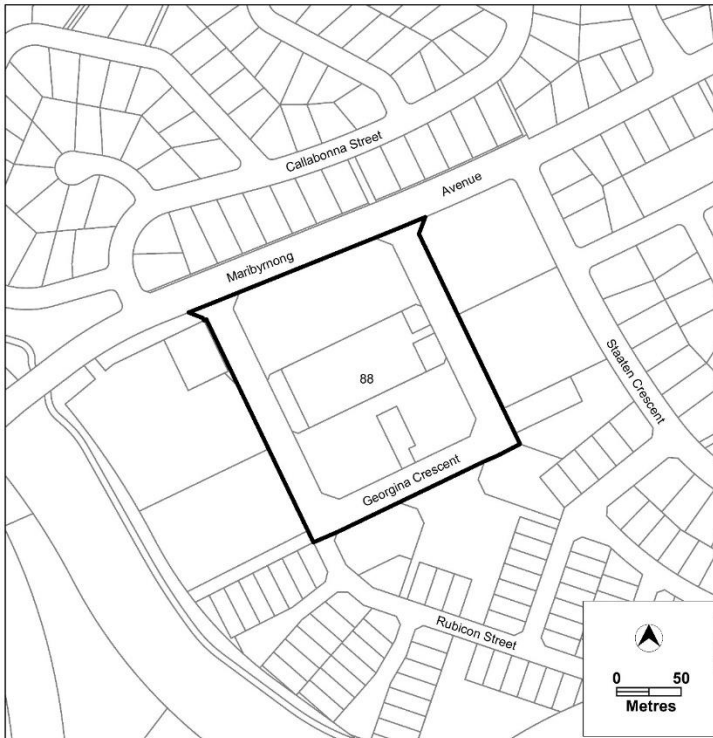 Callabonna Street
Avenue
Maribyrnong
88
Staaten Crescent
Georgina Crescent
Rubicon Street
0 50
Metres